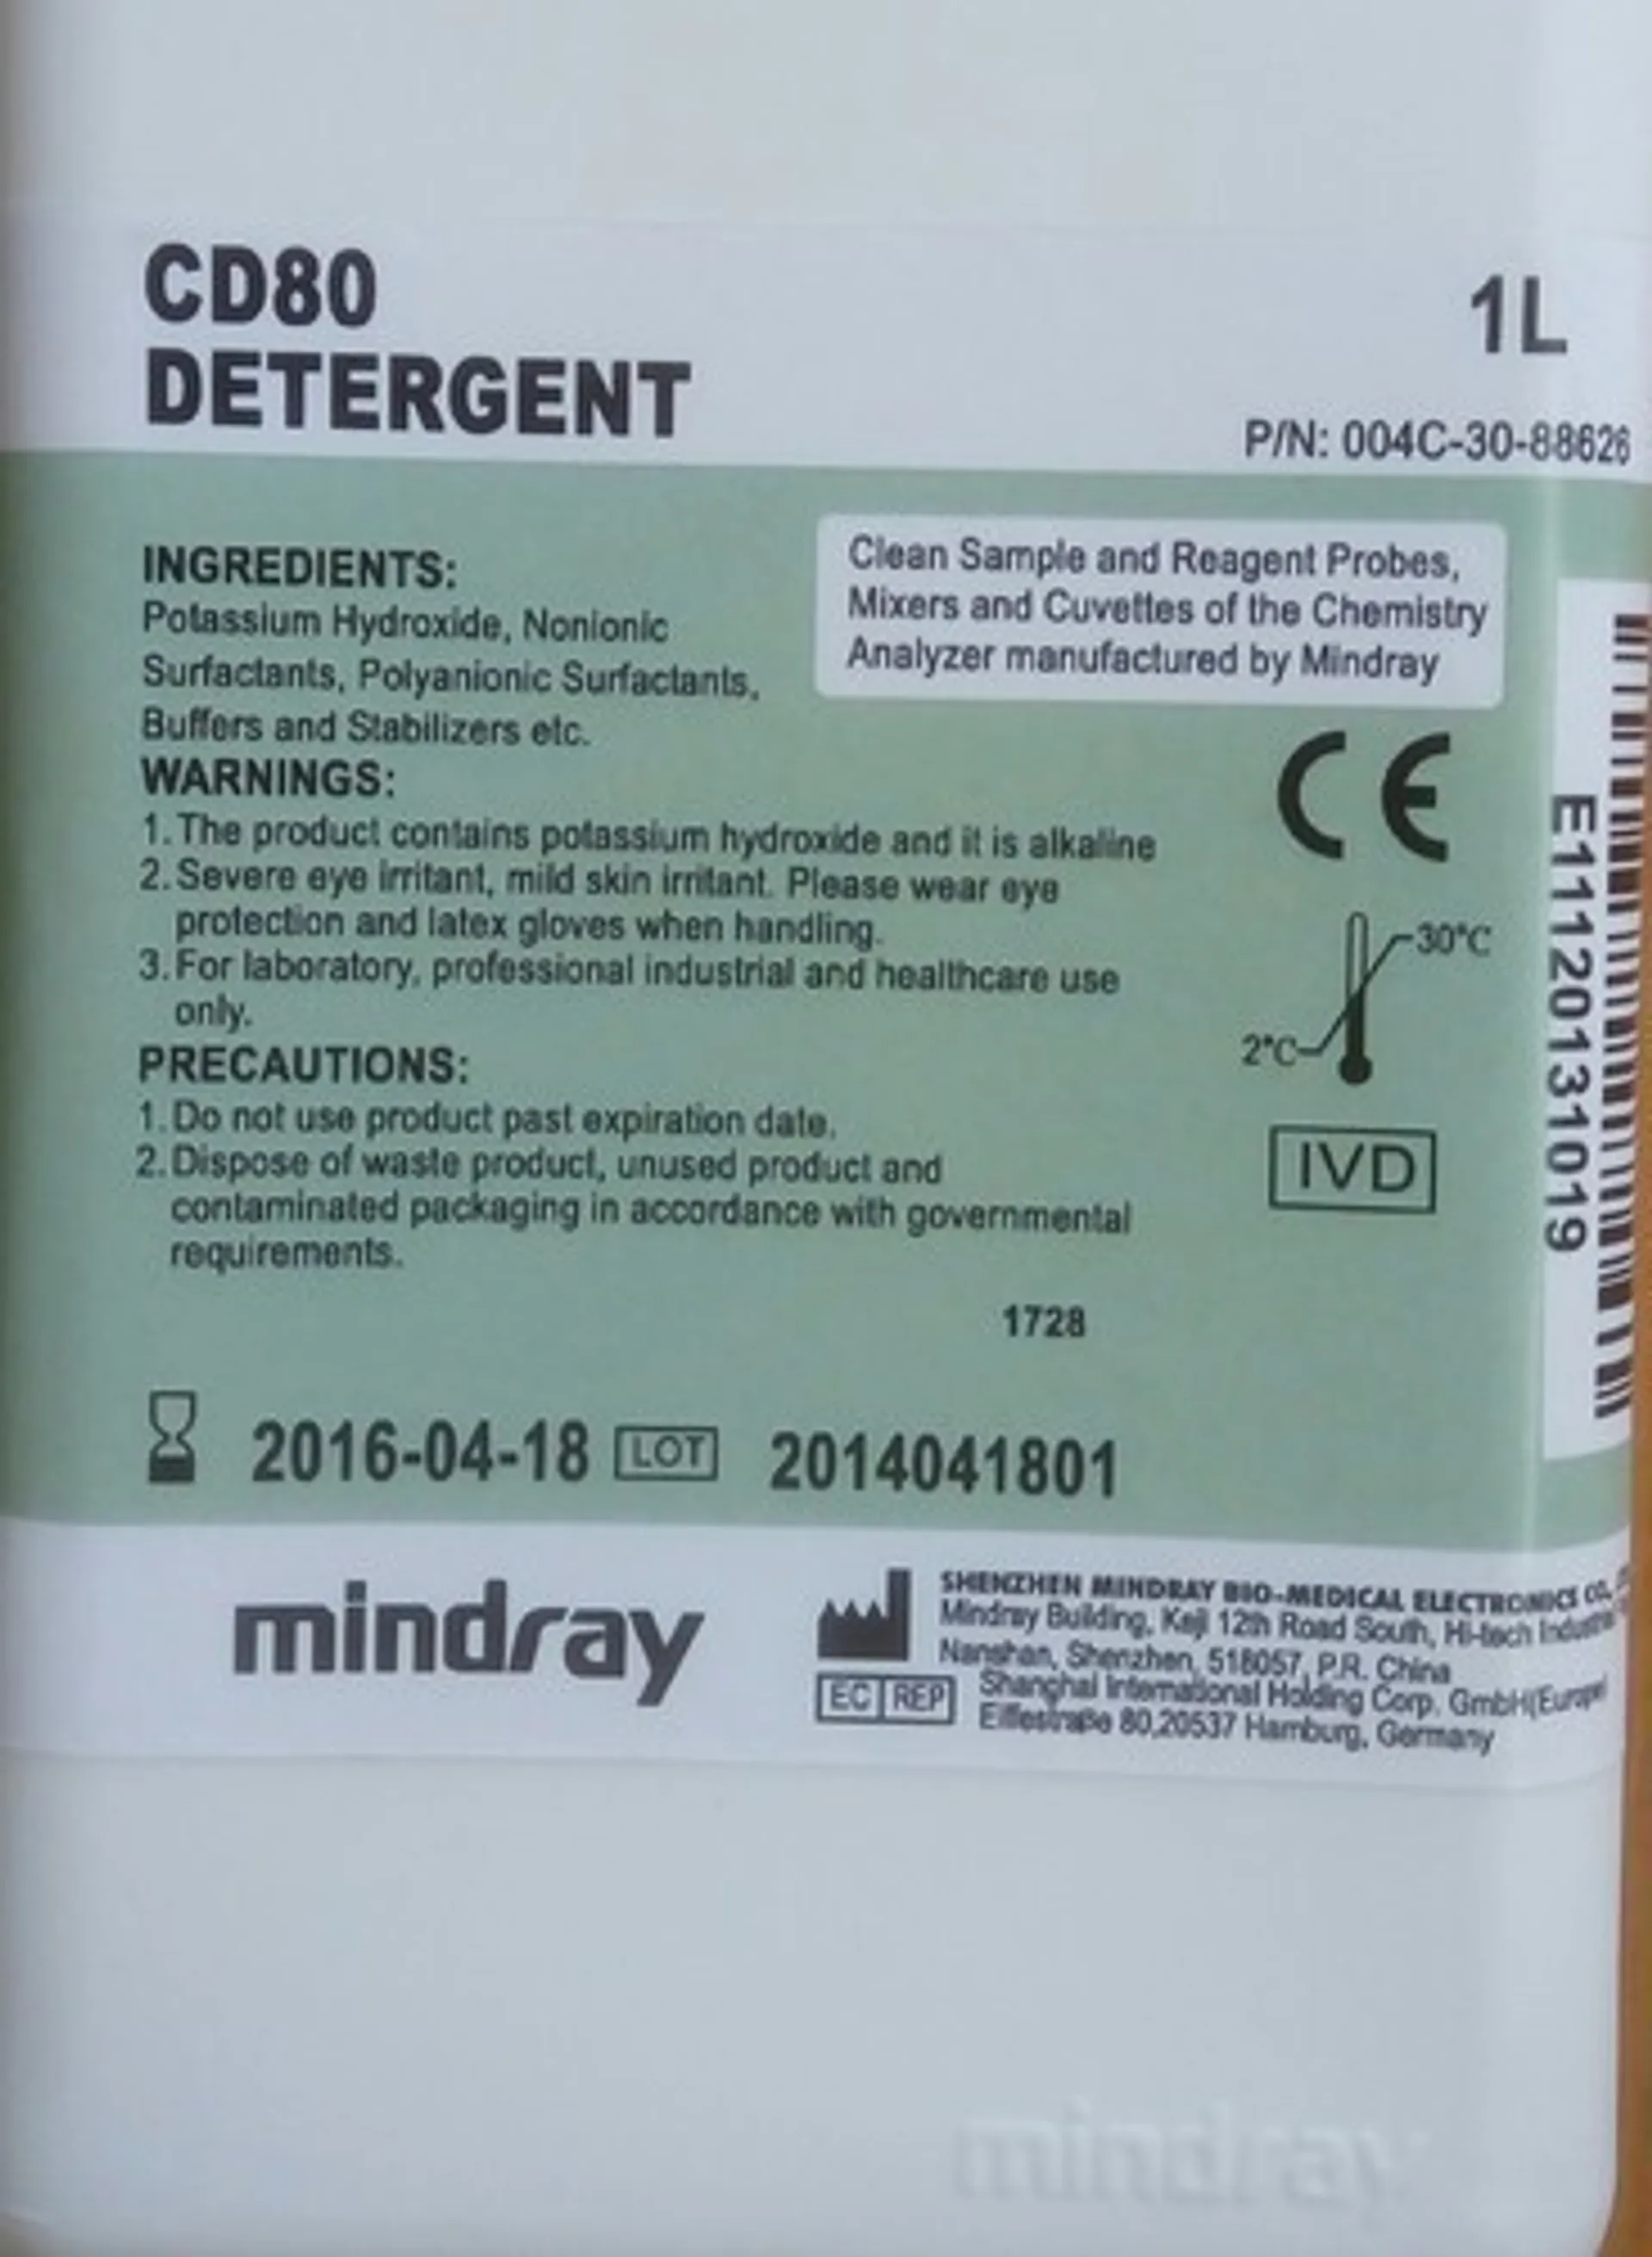 CD80
DETERGENT
1L
P/N: 004C-30-88626
INGREDIENTS:
Potassium Hydroxide, Nonionic
Surfactants, Polyanionic Surfactants,
Buffers and Stabilizers etc.
Clean Sample and Reagent Probes,
Mixers and Cuvettes of the Chemistry
Analyzer manufactured by Mindray
WARNINGS:
1. The product contains potassium hydroxide and it is alkaline
2. Severe eye irritant, mild skin irritant. Please wear eye
protection and latex gloves when handling.
3. For laboratory, professional industrial and healthcare use
only.
PRECAUTIONS:
1. Do not use product past expiration date.
2. Dispose of waste product, unused product and
contaminated packaging in accordance with governmental
requirements.
CE
30°C
2°C
IVD
E11120131019
1728
2016-04-18 LOT 2014041801
mindray
SHENZHEN MINDRAY BIO-MEDICAL ELECTRONICS CO.,
Mindray Building, Keji 12th Road South, Hi-tech
Nanshan, Shenzhen, 518057, P.R. China
EC REP
Shanghai International Holding Corp. GmbH(Europe)
Eiffestraße 80,20537 Hamburg, Germany
mindray